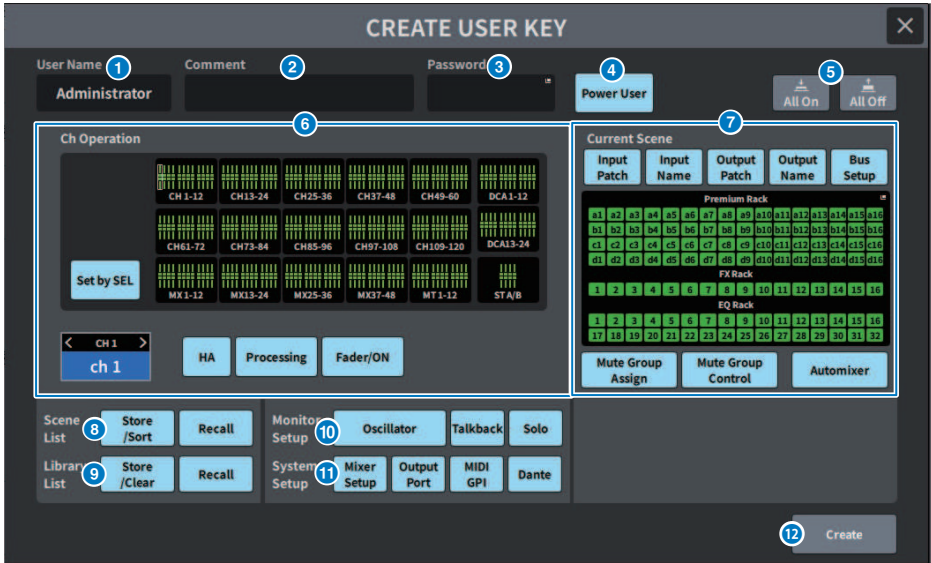 CREATE USER KEY
User Name 1
Comment 2
Password 3
4
5
Administrator
Power User
All On
All Off
6
7
Ch Operation
CH 1-12
CH13-24
CH25-36
CH37-48
CH49-60
DCA1-12
CH61-72
CH73-84
CH85-96
CH97-108
CH109-120
DCA13-24
Set by SEL
MX1-12
MX13-24
MX25-36
MX37-48
MT1-12
ST A/B
CH 1
ch 1
HA
Processing
Fader/ON
Current Scene
Input
Patch
Input
Name
Output
Patch
Output
Name
Bus
Setup
Premium Rack
a1 a2 a3 a4 a5 a6 a7 a8 a9 a10 a11 a12 a13 a14 a15 a16
b1 b2 b3 b4 b5 b6 b7 b8 b9 b10 b11 b12 b13 b14 b15 b16
c1 c2 c3 c4 c5 c6 c7 c8 c9 c10 c11 c12 c13 c14 c15 c16
d1 d2 d3 d4 d5 d6 d7 d8 d9 d10 d11 d12 d13 d14 d15 d16
FX Rack
1 2 3 4 5 6 7 8 9 10 11 12 13 14 15 16
EQ Rack
1 2 3 4 5 6 7 8 9 10 11 12 13 14 15 16
17 18 19 20 21 22 23 24 25 26 27 28 29 30 31 32
Mute Group
Assign
Mute Group
Control
Automixer
Scene
List
8
Store
/Sort
Recall
Monitor
Setup
10
Oscillator
Talkback
Solo
Library
List
9
Store
/Clear
Recall
System
Setup
11
Mixer
Setup
Output
Port
MIDI
GPI
Dante
12
Create